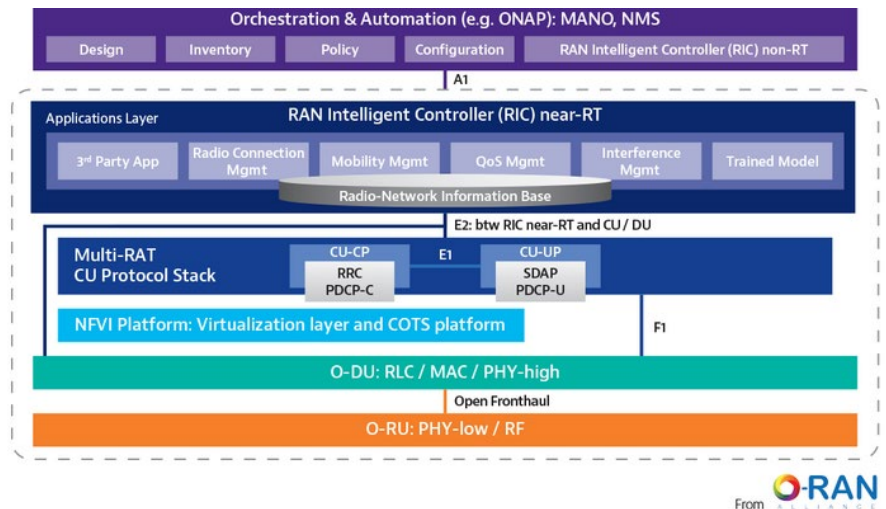 Orchestration & Automation (e.g. ONAP): MANO, NMS
Design
Inventory
Policy
Configuration
RAN Intelligent Controller (RIC) non-RT
A1
Applications Layer
RAN Intelligent Controller (RIC) near-RT
3rd Party App
Radio Connection
Mgmt
Mobility Mgmt
QoS Mgmt
Interference
Mgmt
Trained Model
Radio-Network Information Base
E2: btw RIC near-RT and CU / DU
Multi-RAT
CU Protocol Stack
CU-CP
E1
CU-UP
RRC
PDCP-C
SDAP
PDCP-U
NFVI Platform: Virtualization layer and COTS platform
F1
O-DU: RLC / MAC / PHY-high
Open Fronthaul
O-RU: PHY-low / RF
From
O-RAN
ALLIANCE